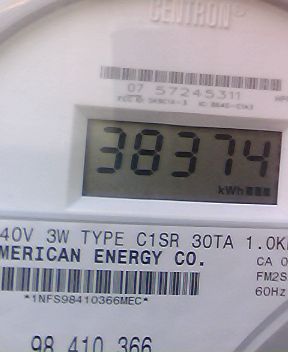 CENTRON®
07 57245311
38374
kWh
40V 3W TYPE C1SR 30TA 1.0K
MERICAN ENERGY CO.
CA 0
FM2S
60Hz
*1NFS98410366MEC*
98 410 366